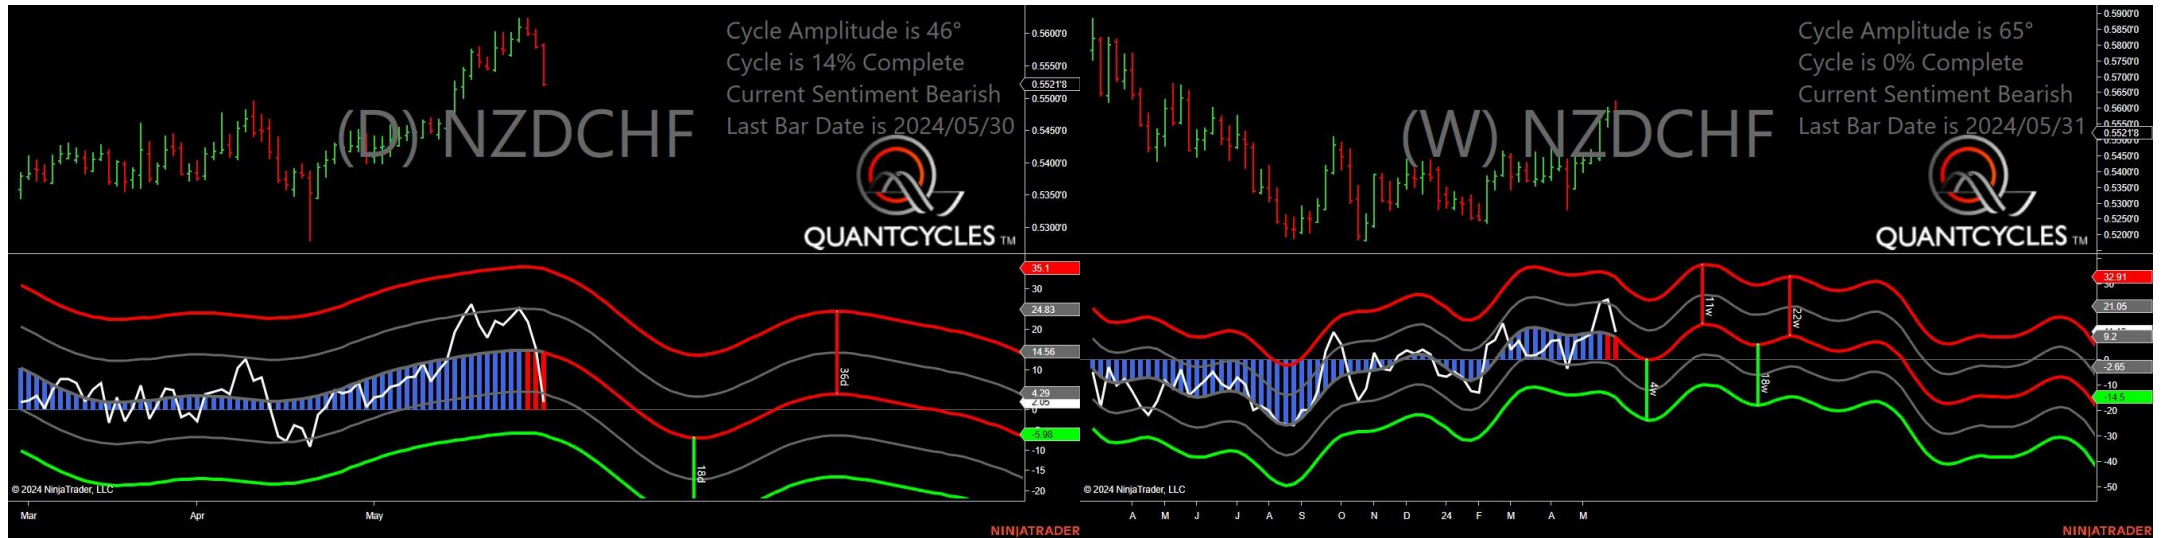 Cycle Amplitude is 46°
Cycle is 14% Complete
Current Sentiment Bearish
Last Bar Date is 2024/05/30
(D) NZDCHF
QUANTCYCLES TM
0.5600'0
0.5550'0
0.5521'8
0.5500'0
0.5450'0
0.5400'0
0.5350'0
0.5300'0
35.1
30
24.83
20
14.56
10
4.29
2.05
0
-5.98
-10
-15
-20
18d
36d
© 2024 NinjaTrader, LLC
Mar Apr May
NINJATRADER
Cycle Amplitude is 65°
Cycle is 0% Complete
Current Sentiment Bearish
Last Bar Date is 2024/05/31
(W) NZDCHF
QUANTCYCLES TM
0.5900'0
0.5850'0
0.5800'0
0.5750'0
0.5700'0
0.5650'0
0.5600'0
0.5550'0
0.5521'8
0.5500'0
0.5450'0
0.5400'0
0.5350'0
0.5300'0
0.5250'0
0.5200'0
32.91
30
21.05
9.2
0
-2.65
-10
-14.5
-20
-30
-40
-50
4w
11w
18w
22w
© 2024 NinjaTrader, LLC
A M J J A S O N D 24 F M A M
NINJATRADER